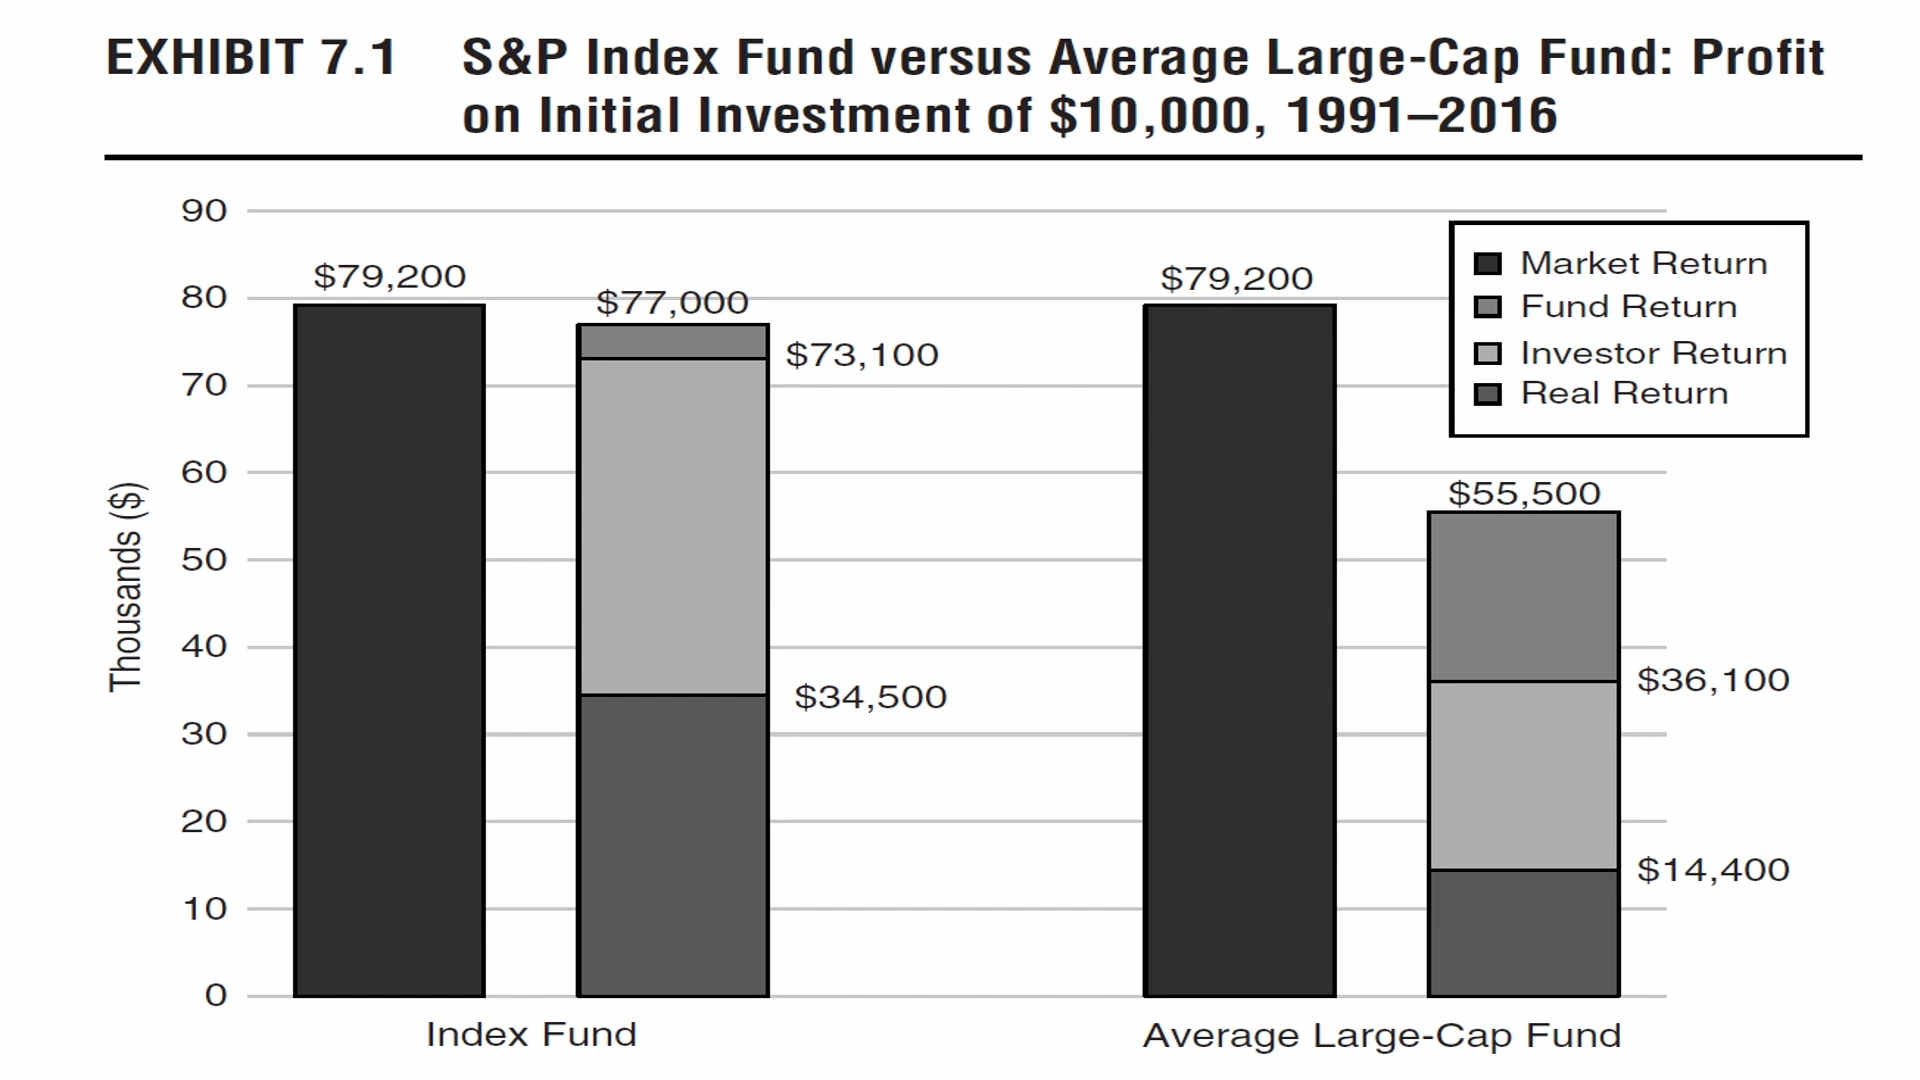 EXHIBIT 7.1 S&P Index Fund versus Average Large-Cap Fund: Profit
on Initial Investment of $10,000, 1991–2016
90
80
70
60
50
40
30
20
10
0
Thousands ($)
$79,200
$77,000
$73,100
$34,500
$79,200
$55,500
$36,100
$14,400
Market Return
Fund Return
Investor Return
Real Return
Index Fund
Average Large-Cap Fund